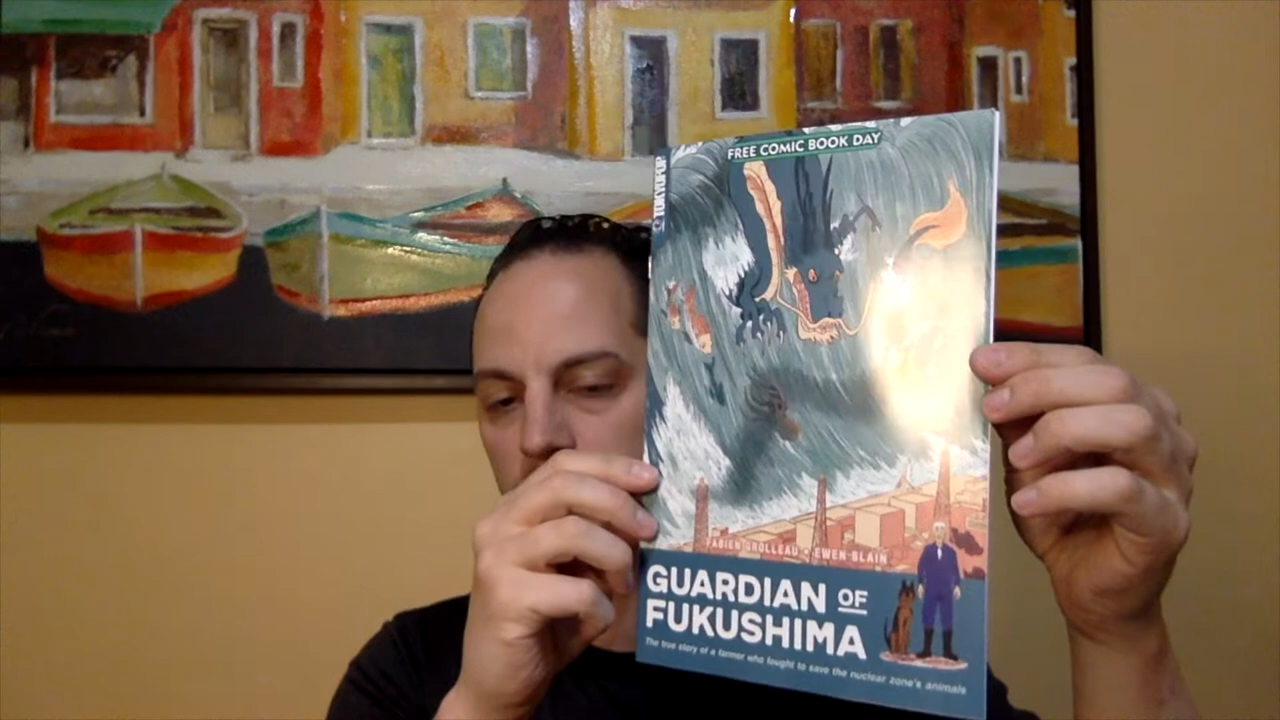 FREE COMIC BOOK DAY
TOKYOPOP
FABIEN GROLLEAU • EWEN BLAIN
GUARDIAN OF
FUKUSHIMA
The true story of a farmer who fought to save the nuclear zone's animals